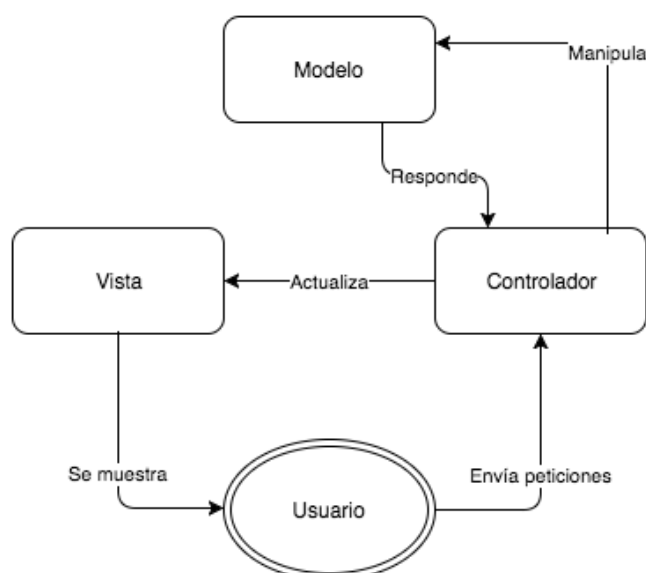 Modelo
Manipula
Responde
Vista
Actualiza
Controlador
Se muestra
Envía peticiones
Usuario